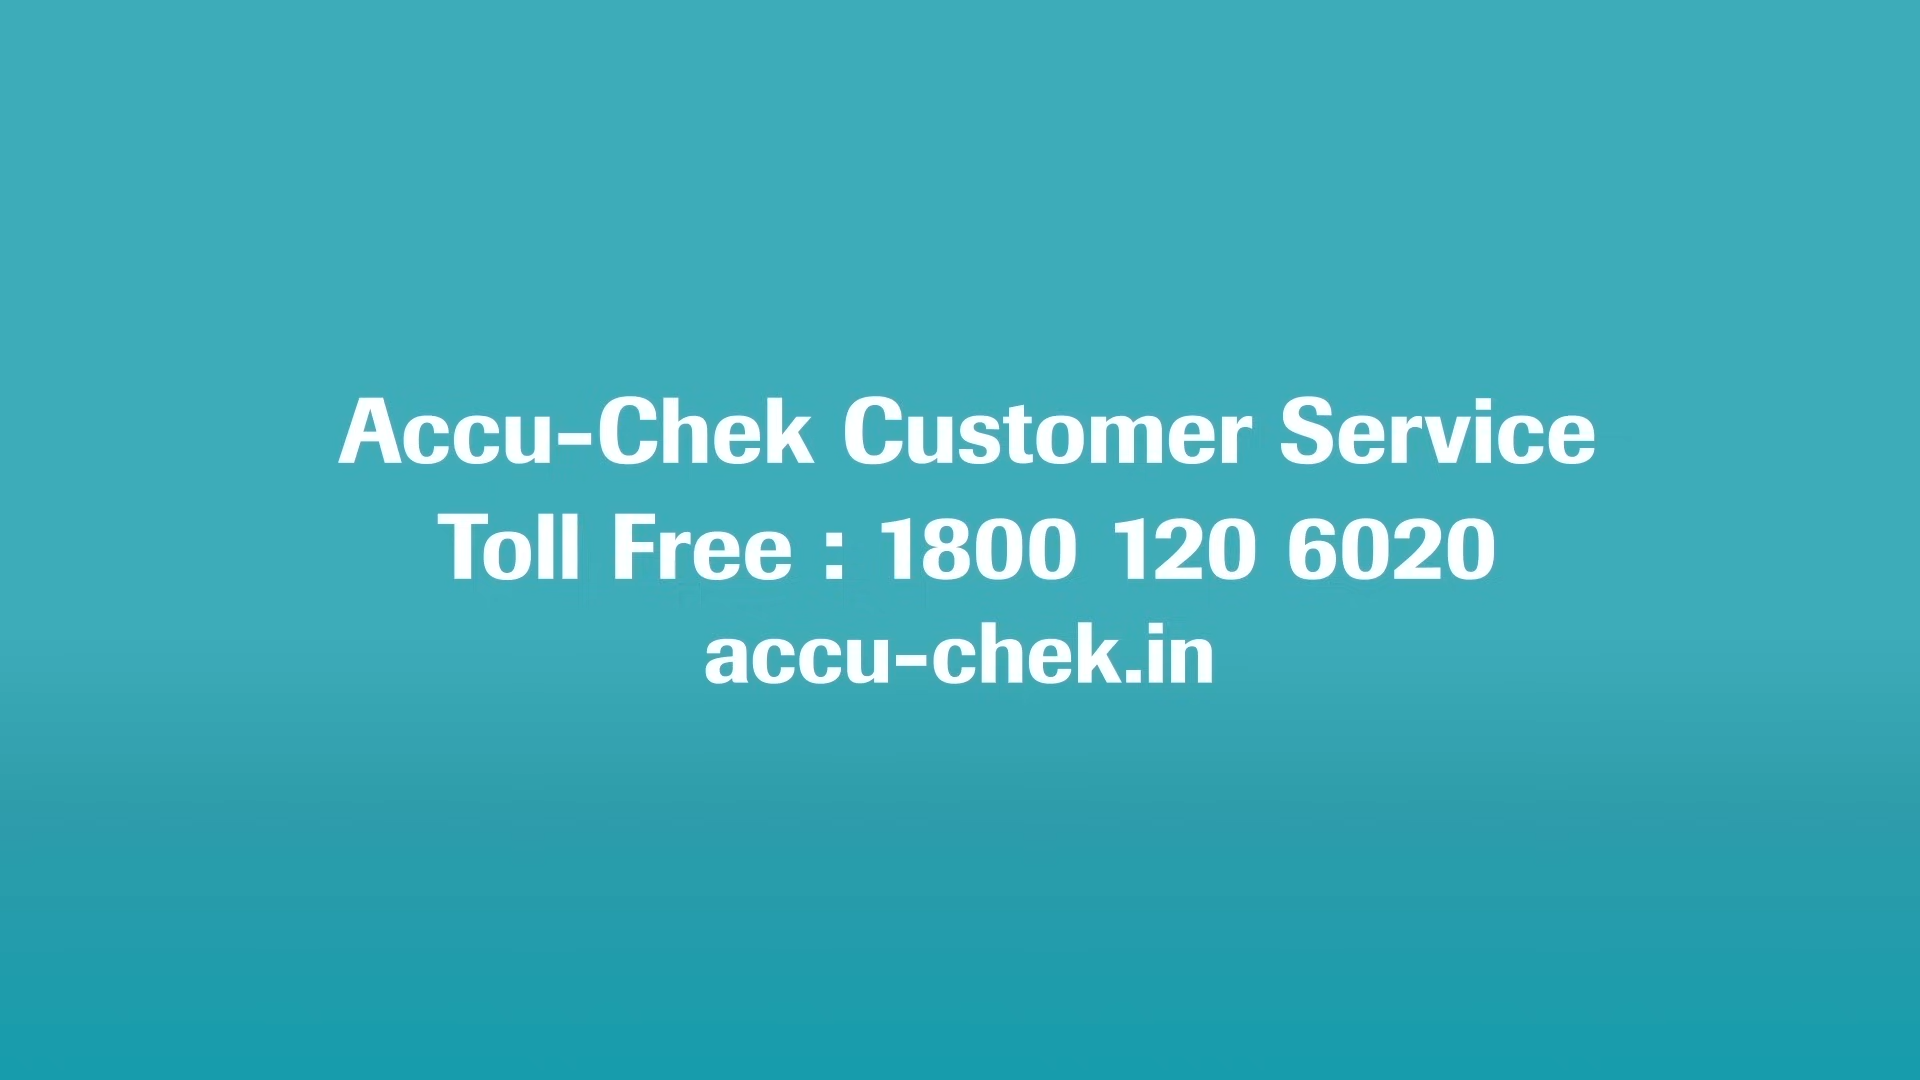 Accu-Chek Customer Service
Toll Free : 1800 120 6020
accu-chek.in